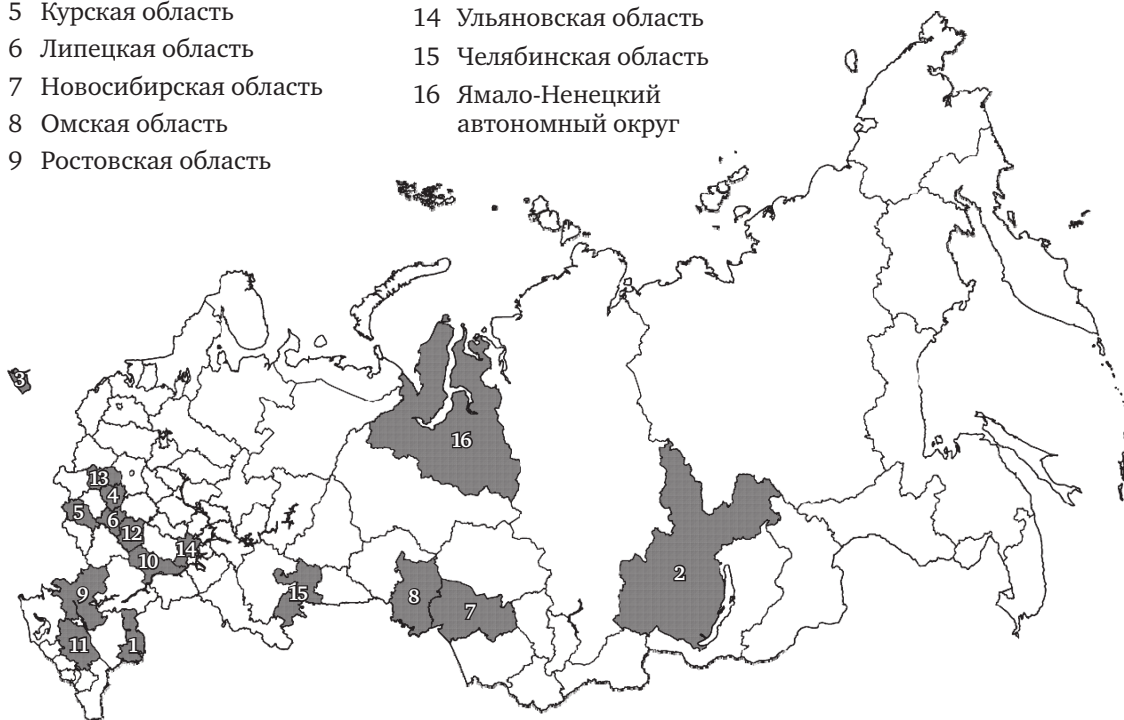 5 Курская область
6 Липецкая область
7 Новосибирская область
8 Омская область
9 Ростовская область
14 Ульяновская область
15 Челябинская область
16 Ямало-Ненецкий
автономный округ
3
16
13
4
5
6
12
14
10
2
15
9
8
7
11
1